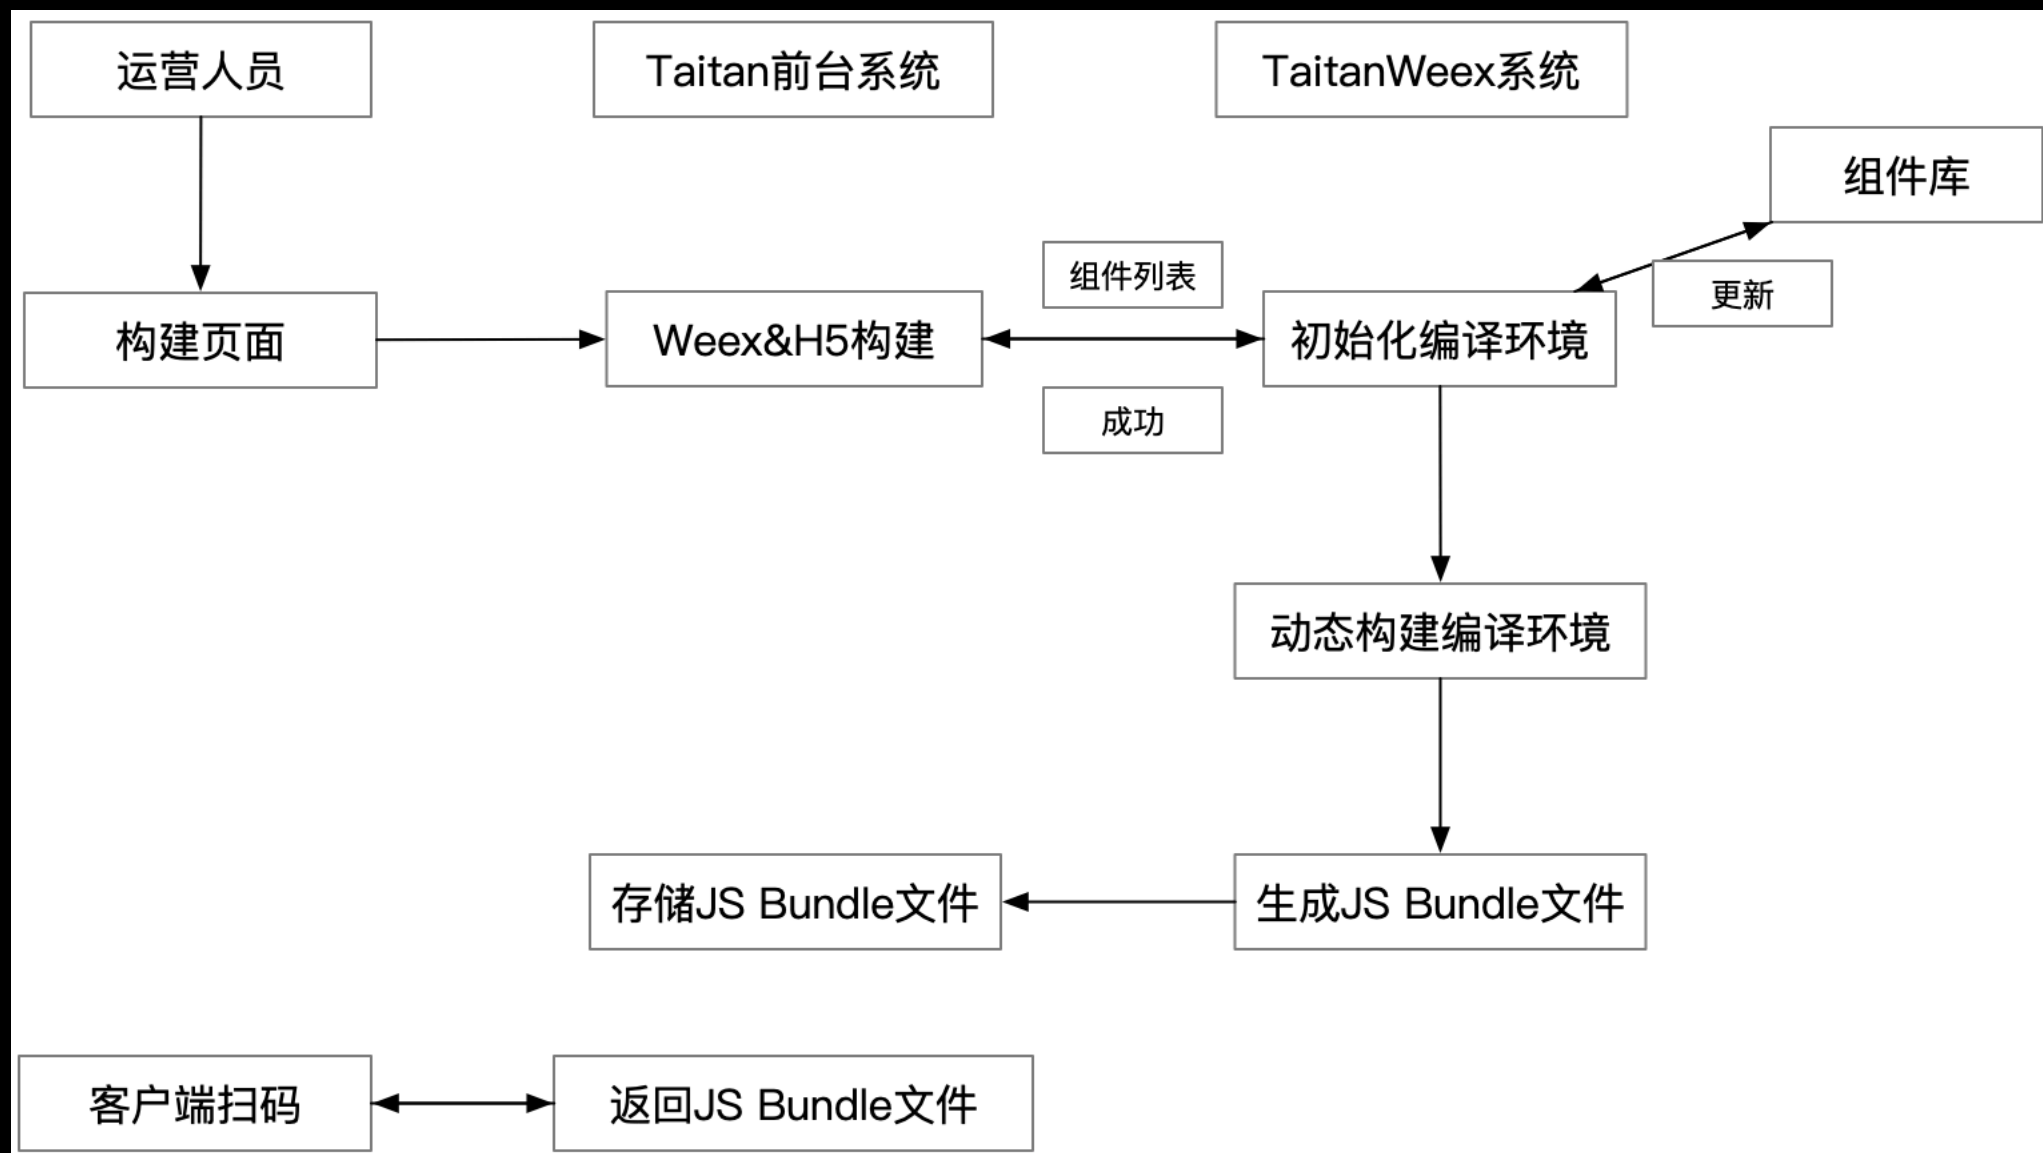 运营人员
Taitan前台系统
TaitanWeex系统
组件库
组件列表
更新
构建页面
Weex&H5构建
初始化编译环境
成功
动态构建编译环境
存储JS Bundle文件
生成JS Bundle文件
客户端扫码
返回JS Bundle文件